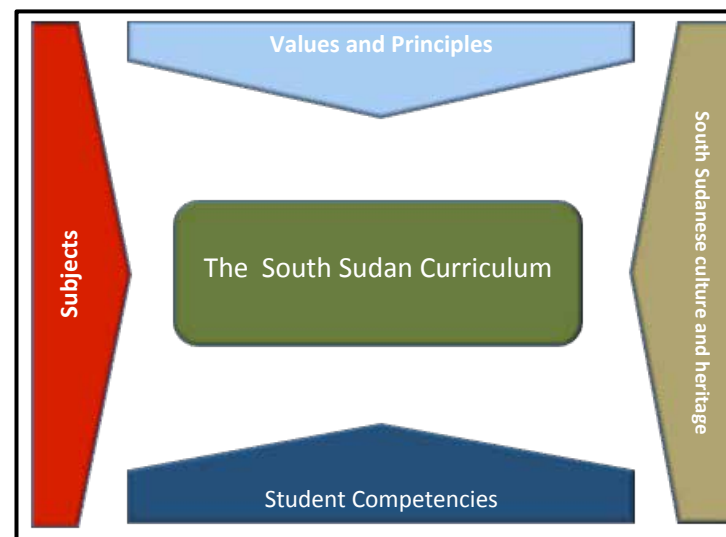 Values and Principles
Subjects
The South Sudan Curriculum
South Sudanese culture and heritage
Student Competencies